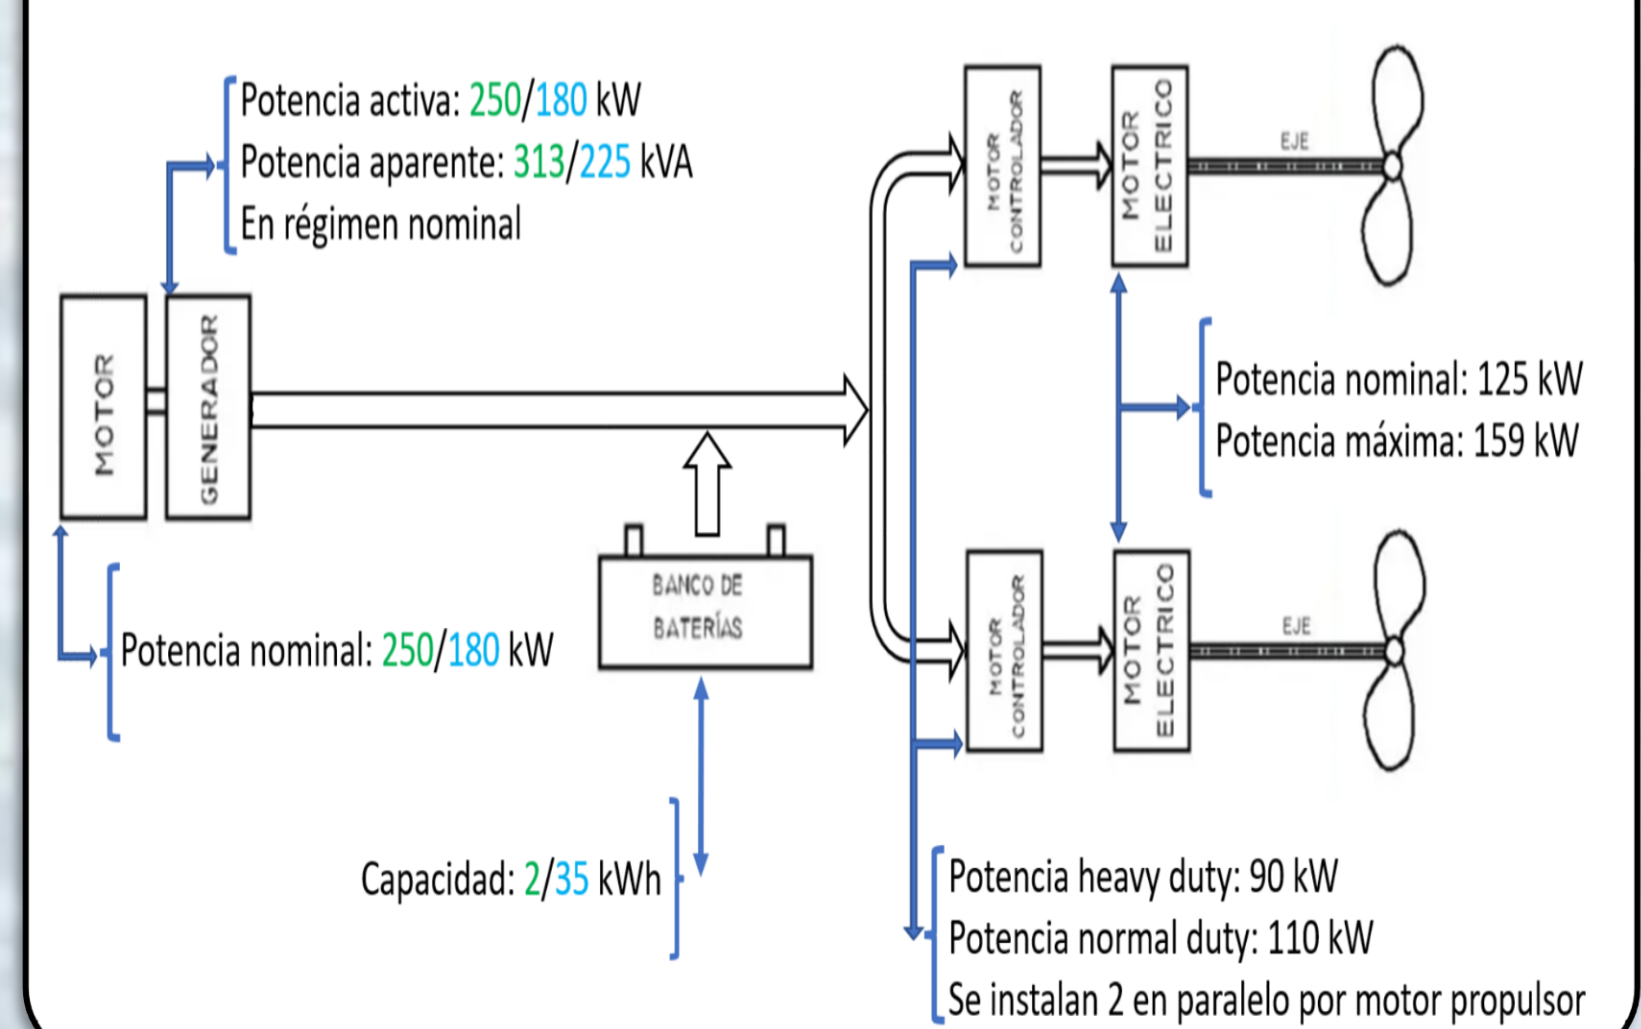 Potencia activa: 250/180 kW
Potencia aparente: 313/225 kVA
En régimen nominal
MOTOR
GENERADOR
Potencia nominal: 250/180 kW
BANCO DE
BATERÍAS
Capacidad: 2/35 kWh
MOTOR
CONTROLADOR
MOTOR
ELECTRICO
EJE
Potencia nominal: 125 kW
Potencia máxima: 159 kW
MOTOR
CONTROLADOR
MOTOR
ELECTRICO
EJE
Potencia heavy duty: 90 kW
Potencia normal duty: 110 kW
Se instalan 2 en paralelo por motor propulsor